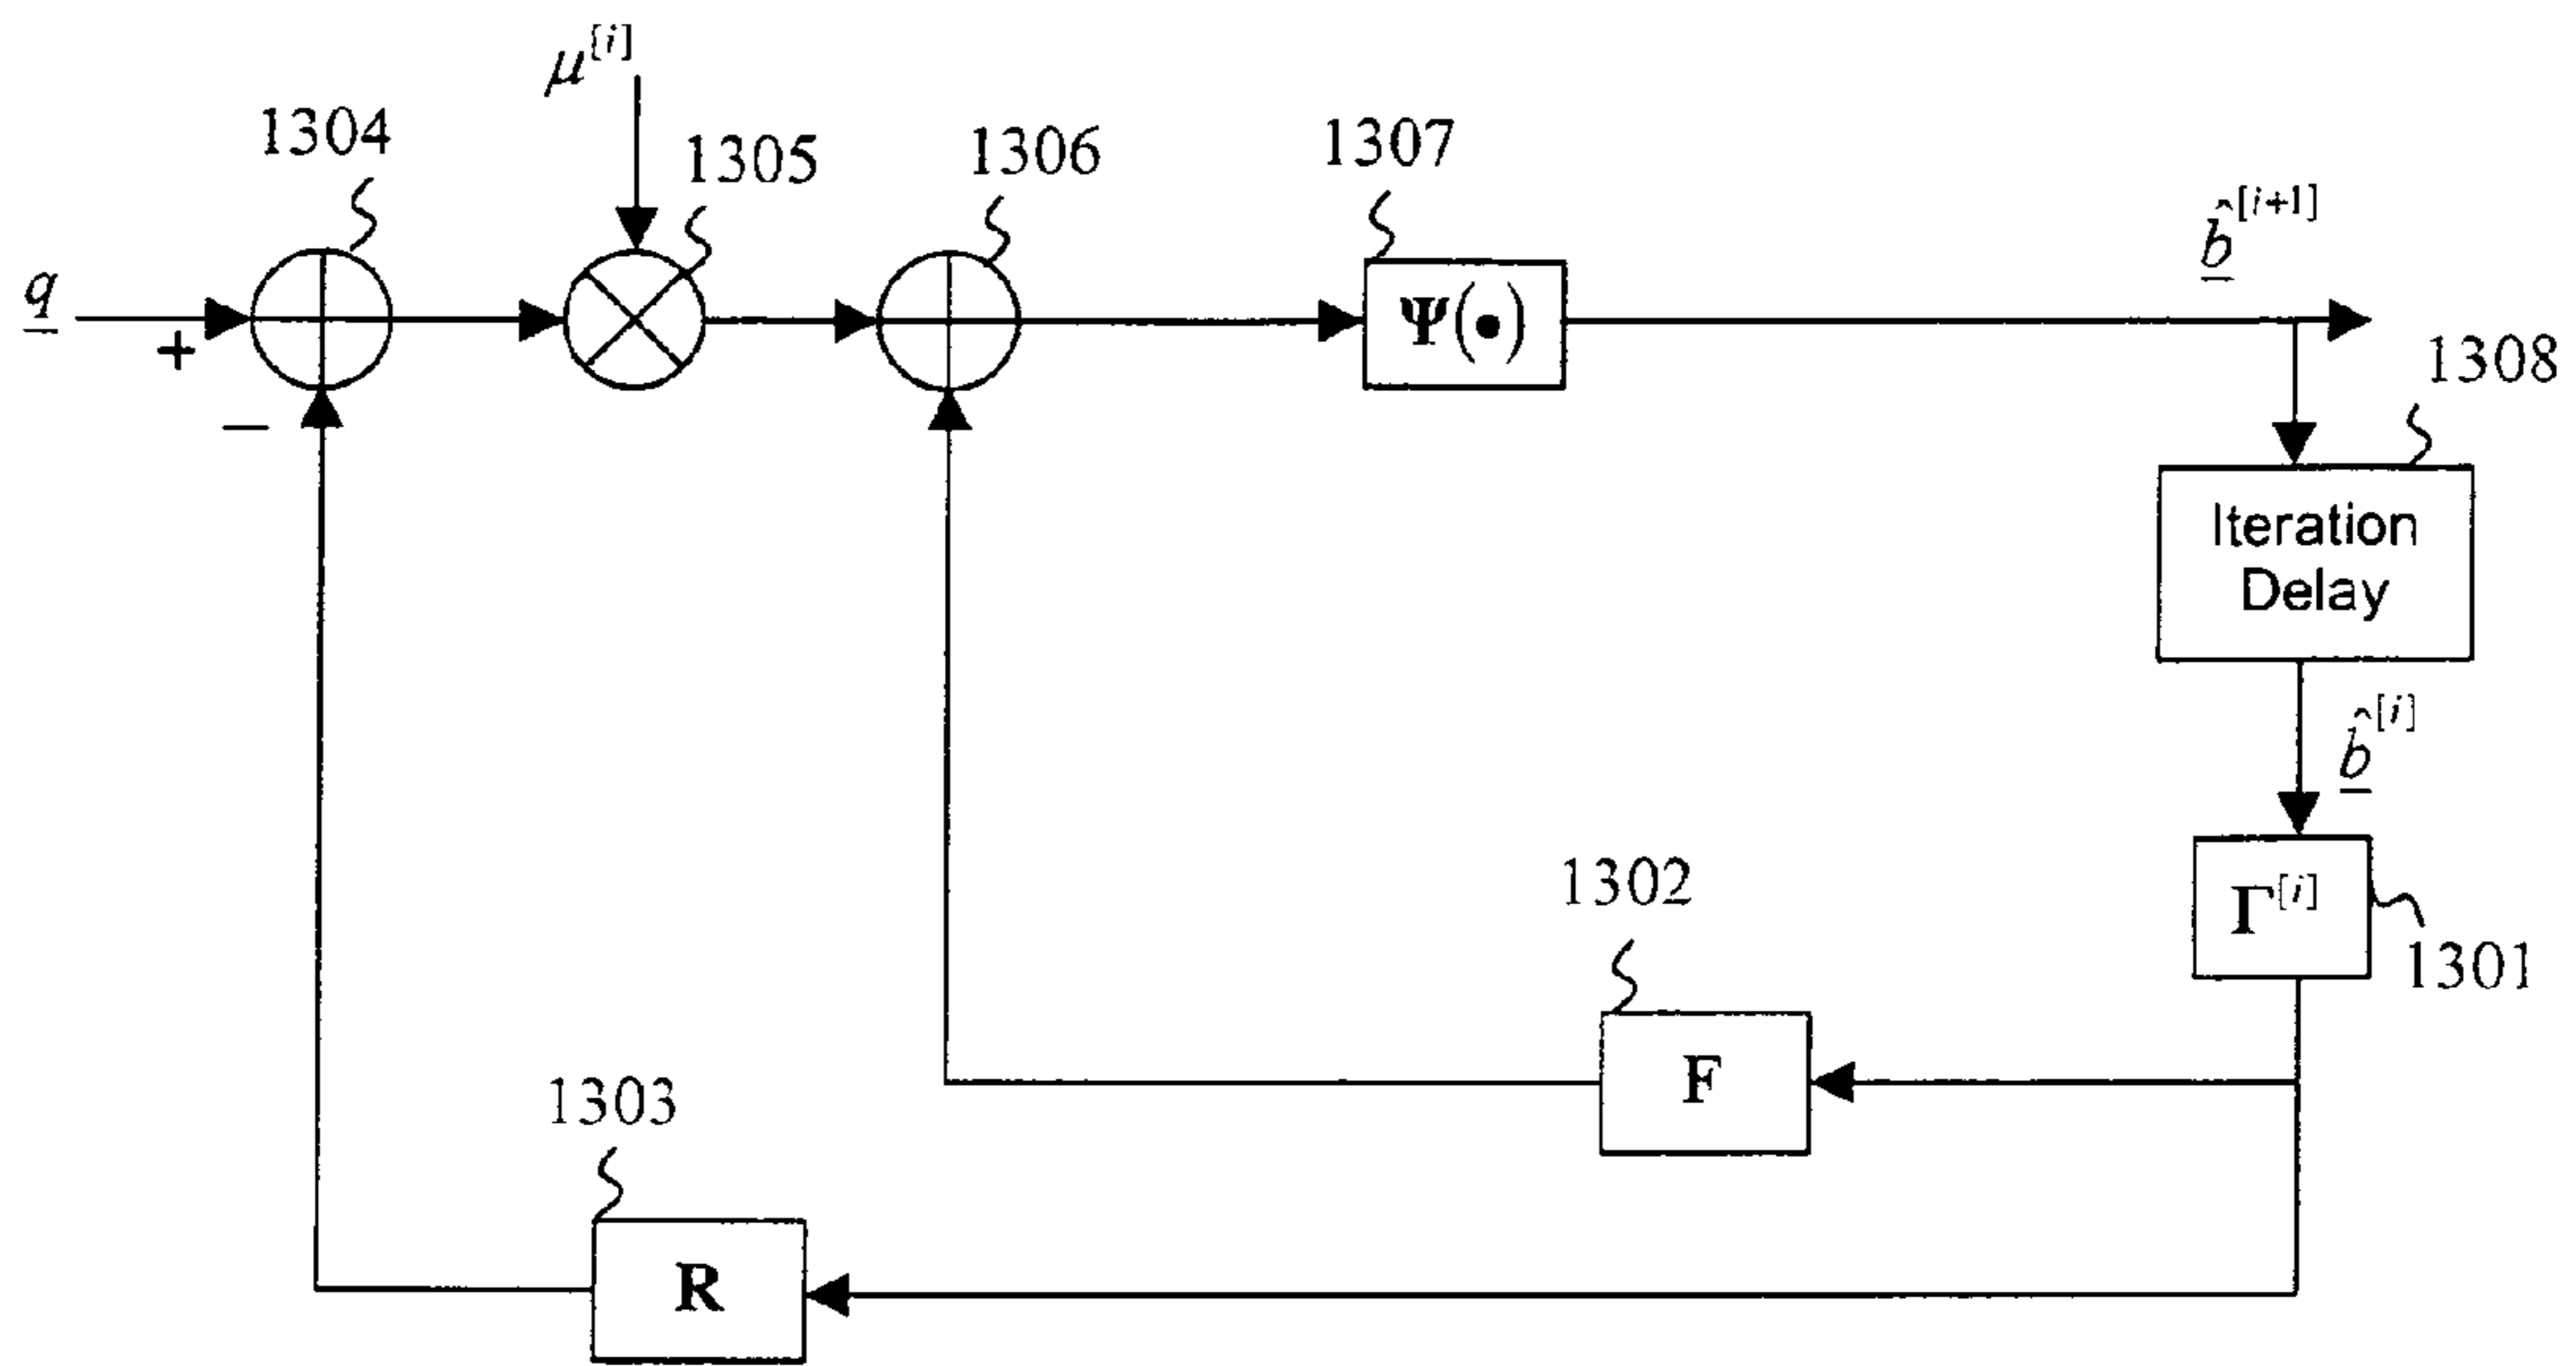 μ^[i]
1304
1305
1306
1307
q
+
−
Ψ(•)
b̂^[i+1]
1308
Iteration
Delay
b̂^[i]
Γ^[i]
1301
1302
F
1303
R